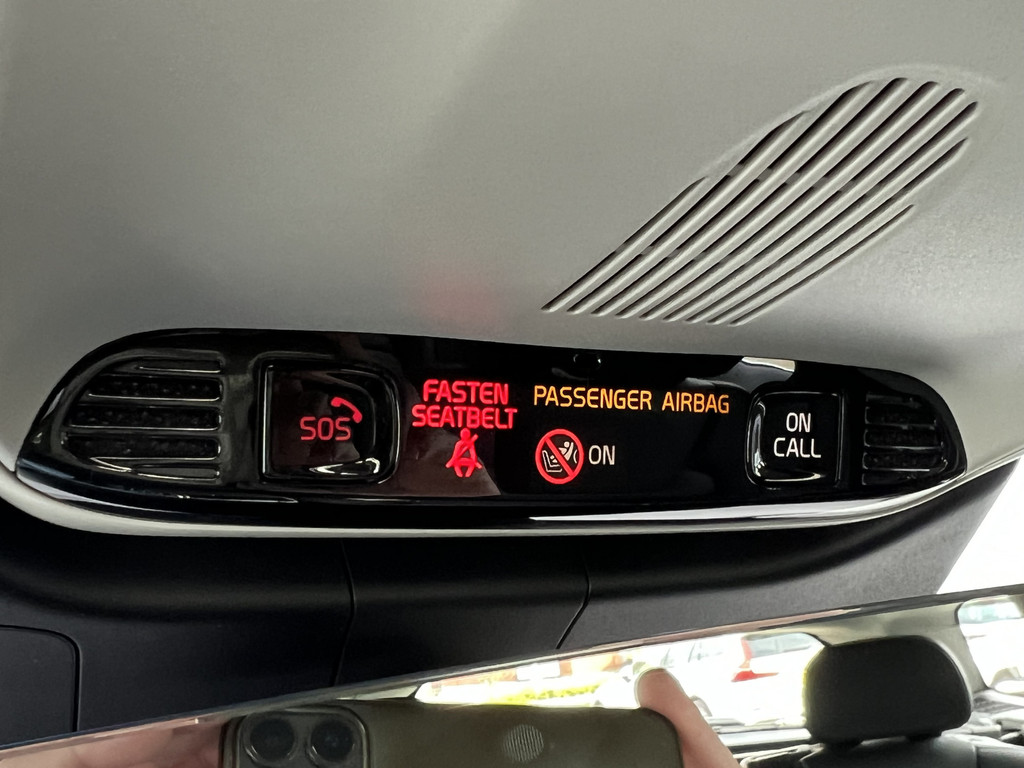 SOS
FASTEN
SEATBELT
PASSENGER AIRBAG
ON
ON
CALL